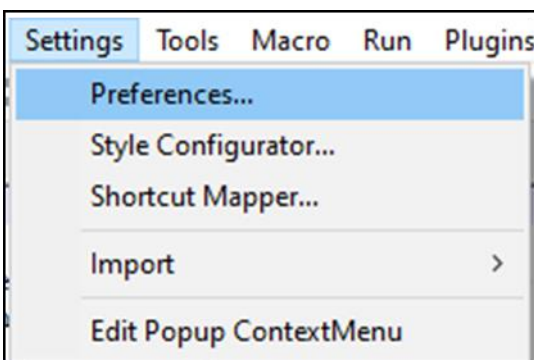 Settings Tools Macro Run Plugins
Preferences...
Style Configurator...
Shortcut Mapper...
Import
Edit Popup ContextMenu